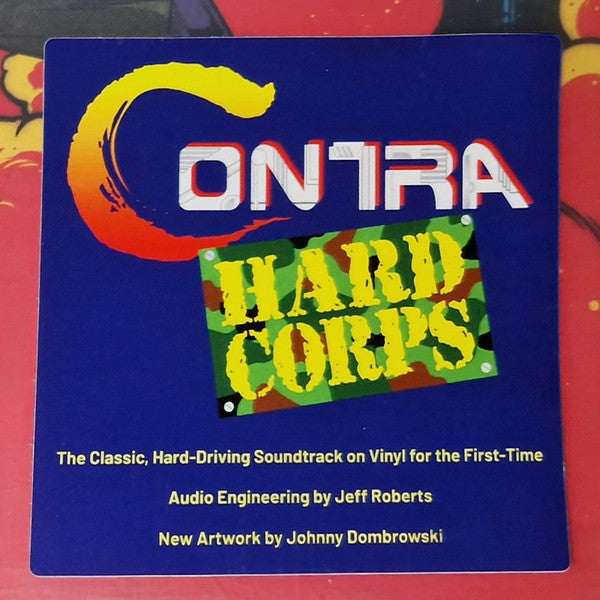 CONTRA
HARD
CORPS
The Classic, Hard-Driving Soundtrack on Vinyl for the First-Time
Audio Engineering by Jeff Roberts
New Artwork by Johnny Dombrowski